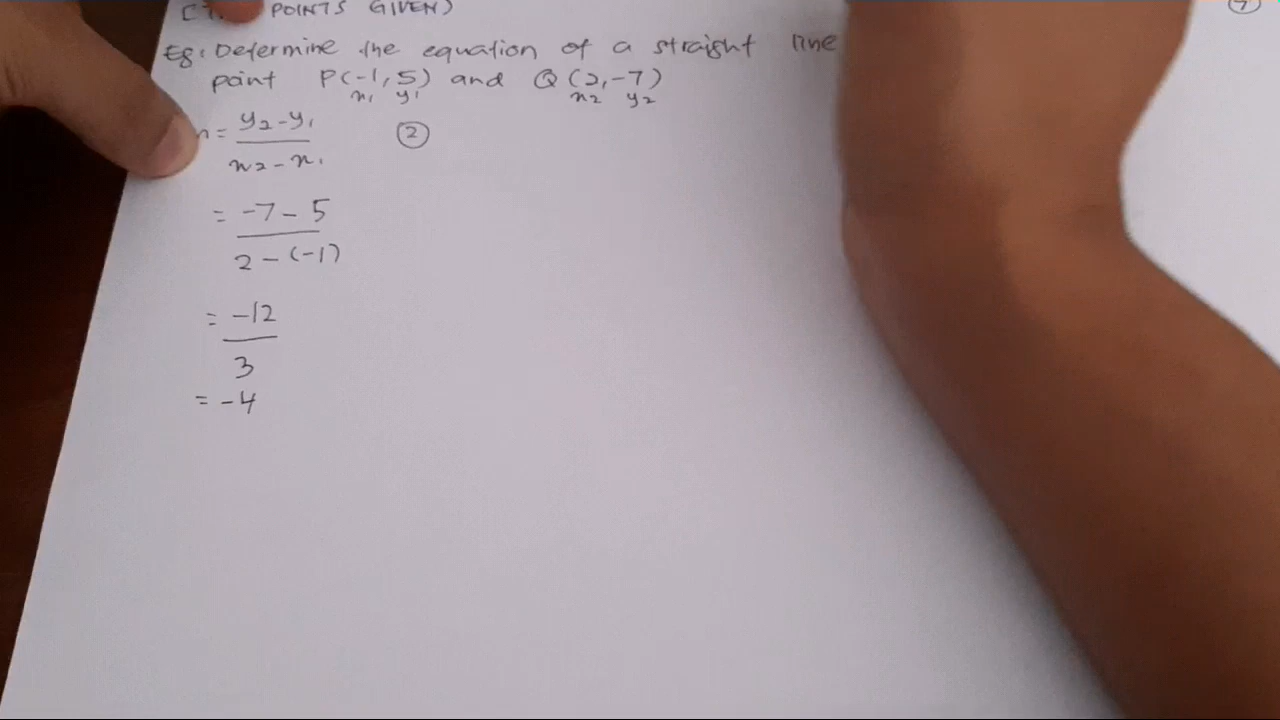 POINTS GIVEN)
Eg: Determine the equation of a straight line
point P(-1, 5) and Q (2, -7)
x₁ y₁ x₂ y₂
= y₂ - y₁ ②
x₂ - x₁
= -7 - 5
2 - (-1)
= -12
3
= -4